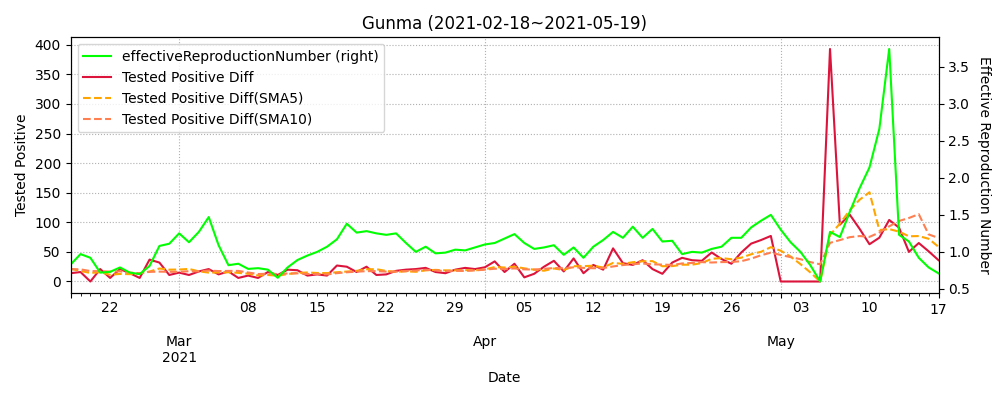 Gunma (2021-02-18~2021-05-19)
effectiveReproductionNumber (right)
Tested Positive Diff
Tested Positive Diff(SMA5)
Tested Positive Diff(SMA10)
Tested Positive
400
350
300
250
200
150
100
50
0
3.5
3.0
2.5
2.0
1.5
1.0
0.5
Effective Reproduction Number
22 08 15 22 29 05 12 19 26 03 10 17
Mar Apr May
2021
Date